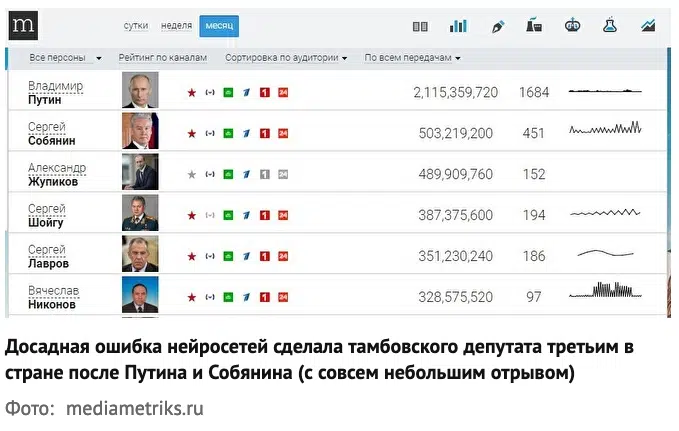 m
сутки неделя месяц
Все персоны Рейтинг по каналам Сортировка по аудитории По всем передачам
Владимир
Путин
1 24 2,115,359,720 1684
Сергей
Собянин
1 24 503,219,200 451
Александр
Жупиков
1 24 489,909,760 152
Сергей
Шойгу
1 24 387,375,600 194
Сергей
Лавров
1 24 351,230,240 186
Вячеслав
Никонов
1 24 328,575,520 97
Досадная ошибка нейросетей сделала тамбовского депутата третьим в
стране после Путина и Собянина (с совсем небольшим отрывом)
Фото: mediametriks.ru